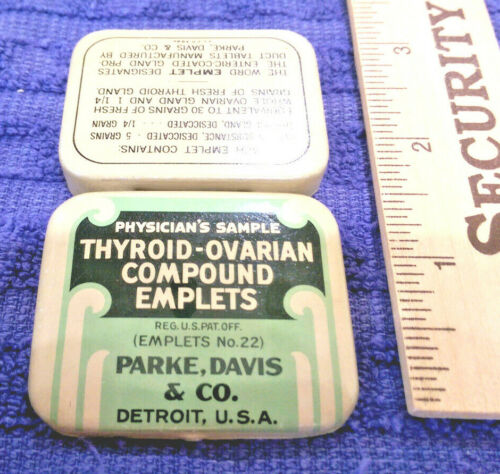 EMPLET CONTAINS:
SUBSTANCE, DESICCATED - 5 GRAINS
GLAND, DESICCATED .... 1/4 GRAIN
EQUIVALENT TO 30 GRAINS OF FRESH
WHOLE OVARIAN GLAND AND 1 1/4
GRAINS OF FRESH THYROID GLAND.
THE WORD EMPLET DESIGNATES
THE ENTERIC-COATED GLAND PRO
DUCT TABLETS MANUFACTURED BY
PARKE, DAVIS & CO.
PHYSICIAN'S SAMPLE
THYROID-OVARIAN
COMPOUND
EMPLETS
REG. U.S. PAT. OFF.
(EMPLETS No. 22)
PARKE, DAVIS
& CO.
DETROIT, U.S.A.
SECURITY
1
2
3